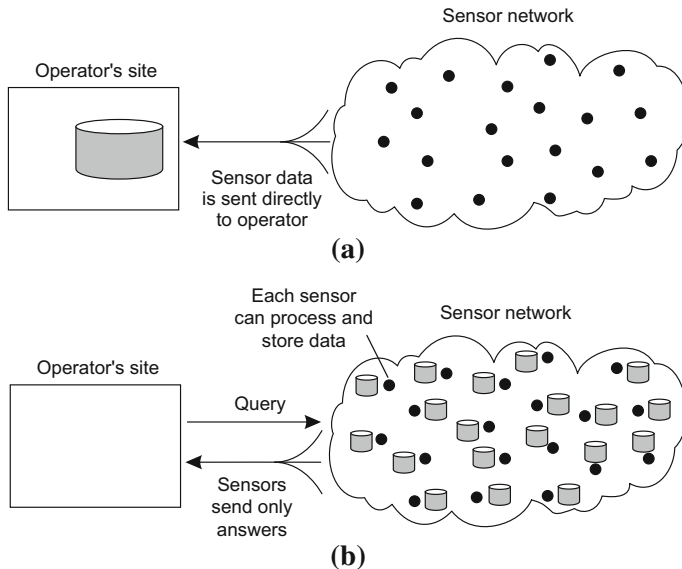 Sensor network
Operator's site
Sensor data
is sent directly
to operator
(a)
Each sensor
can process and
store data
Sensor network
Operator's site
Query
Sensors
send only
answers
(b)